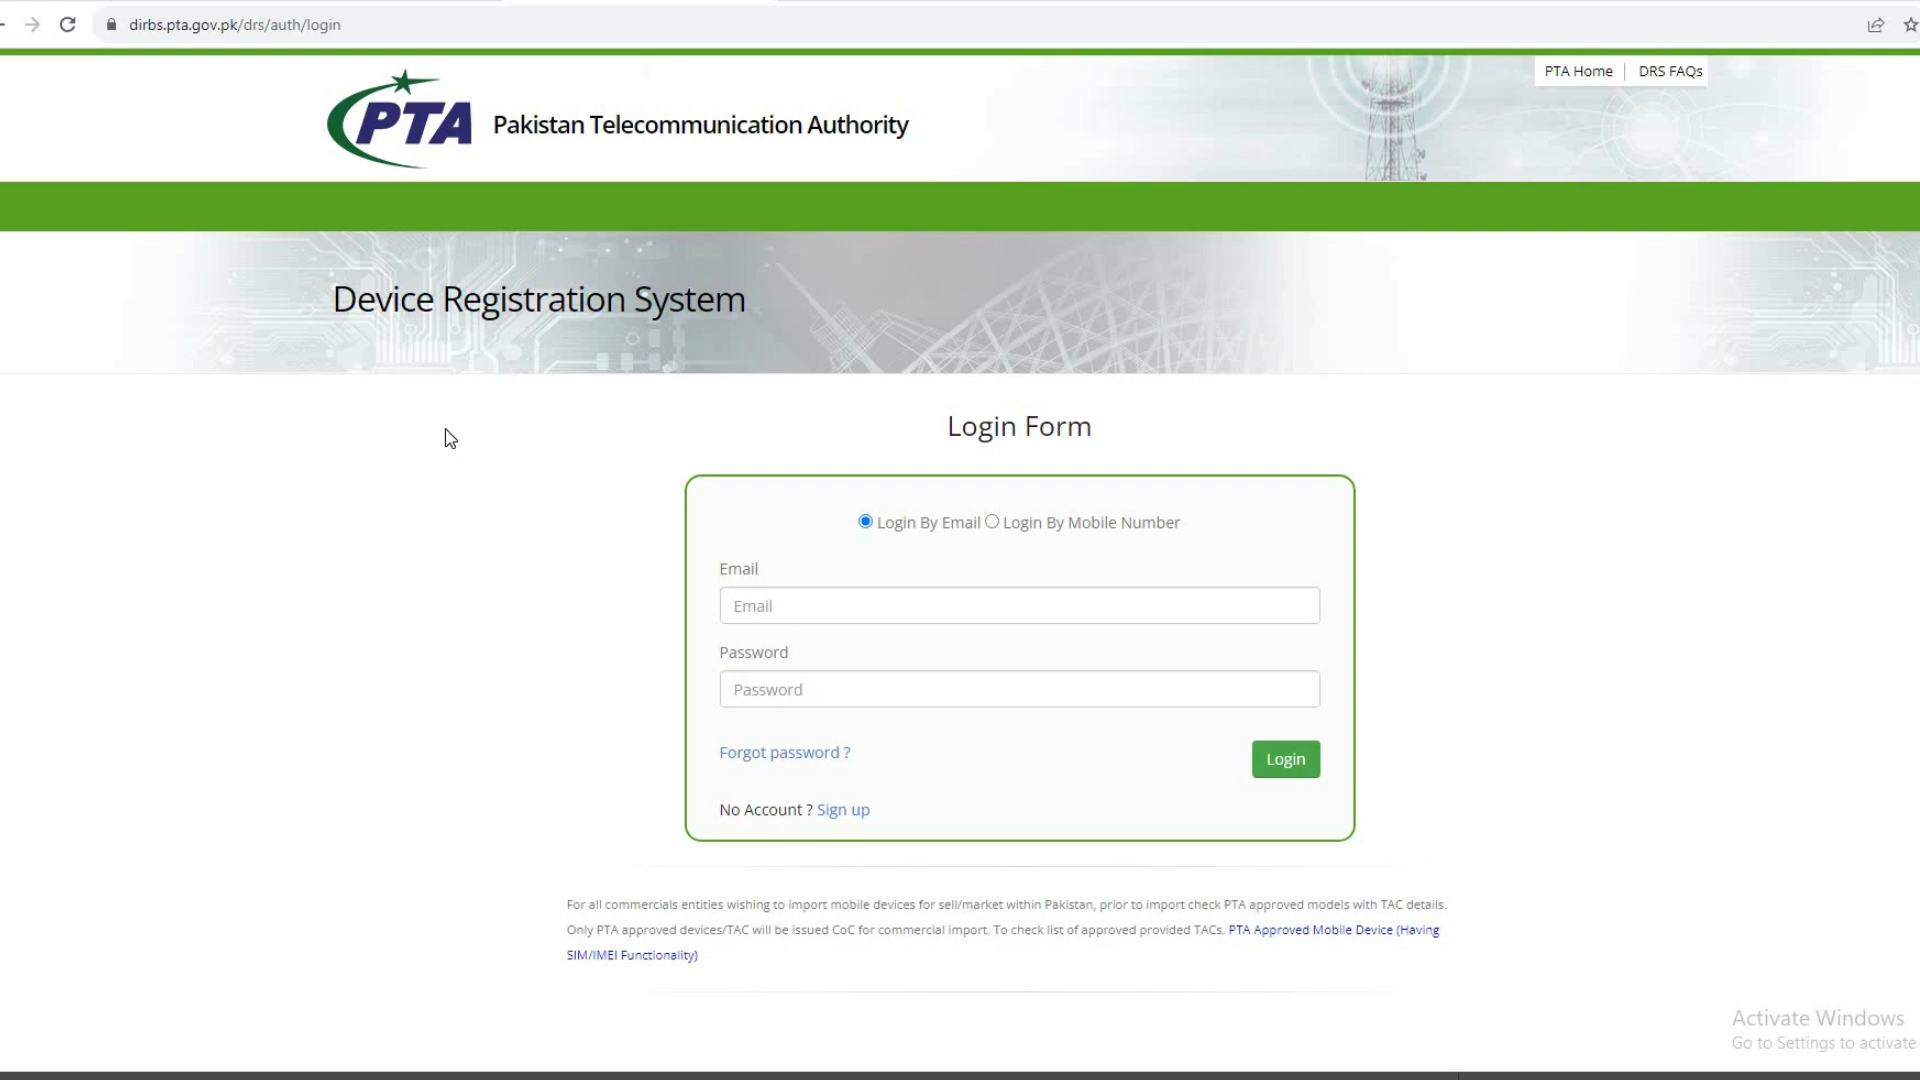 dirbs.pta.gov.pk/drs/auth/login
PTA Home
DRS FAQs
PTA
Pakistan Telecommunication Authority
Device Registration System
Login Form
Login By Email
Login By Mobile Number
Email
Email
Password
Password
Forgot password ?
Login
No Account ? Sign up
For all commercials entities wishing to import mobile devices for sell/market within Pakistan, prior to import check PTA approved models with TAC details.
Only PTA approved devices/TAC will be issued CoC for commercial import. To check list of approved provided TACs. PTA Approved Mobile Device (Having
SIM/IMEI Functionality)
Activate Windows
Go to Settings to activate